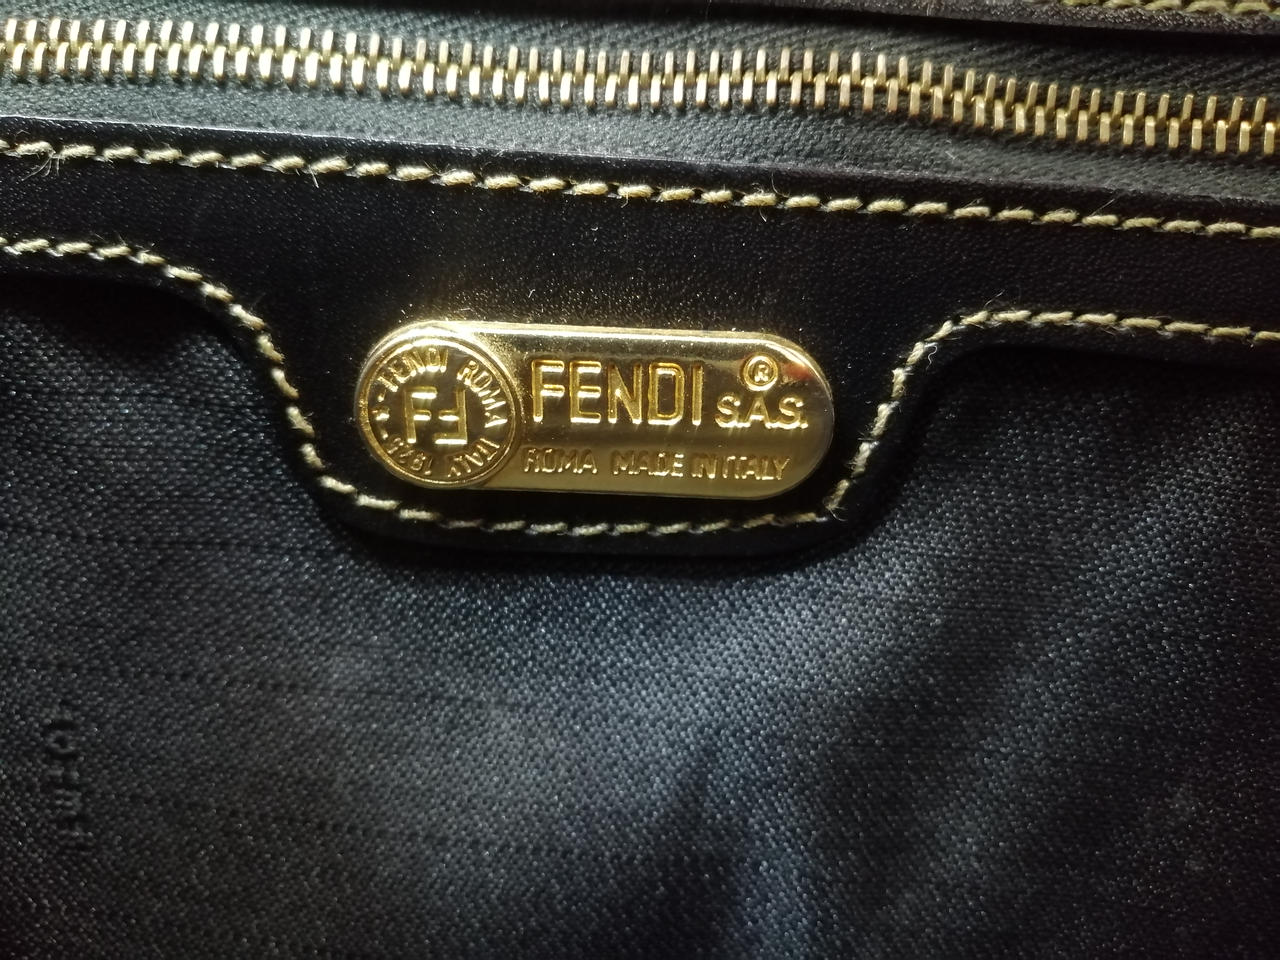 FENDI ROMA ITALY 1925
FF
FENDI ®
S.A.S.
ROMA MADE IN ITALY